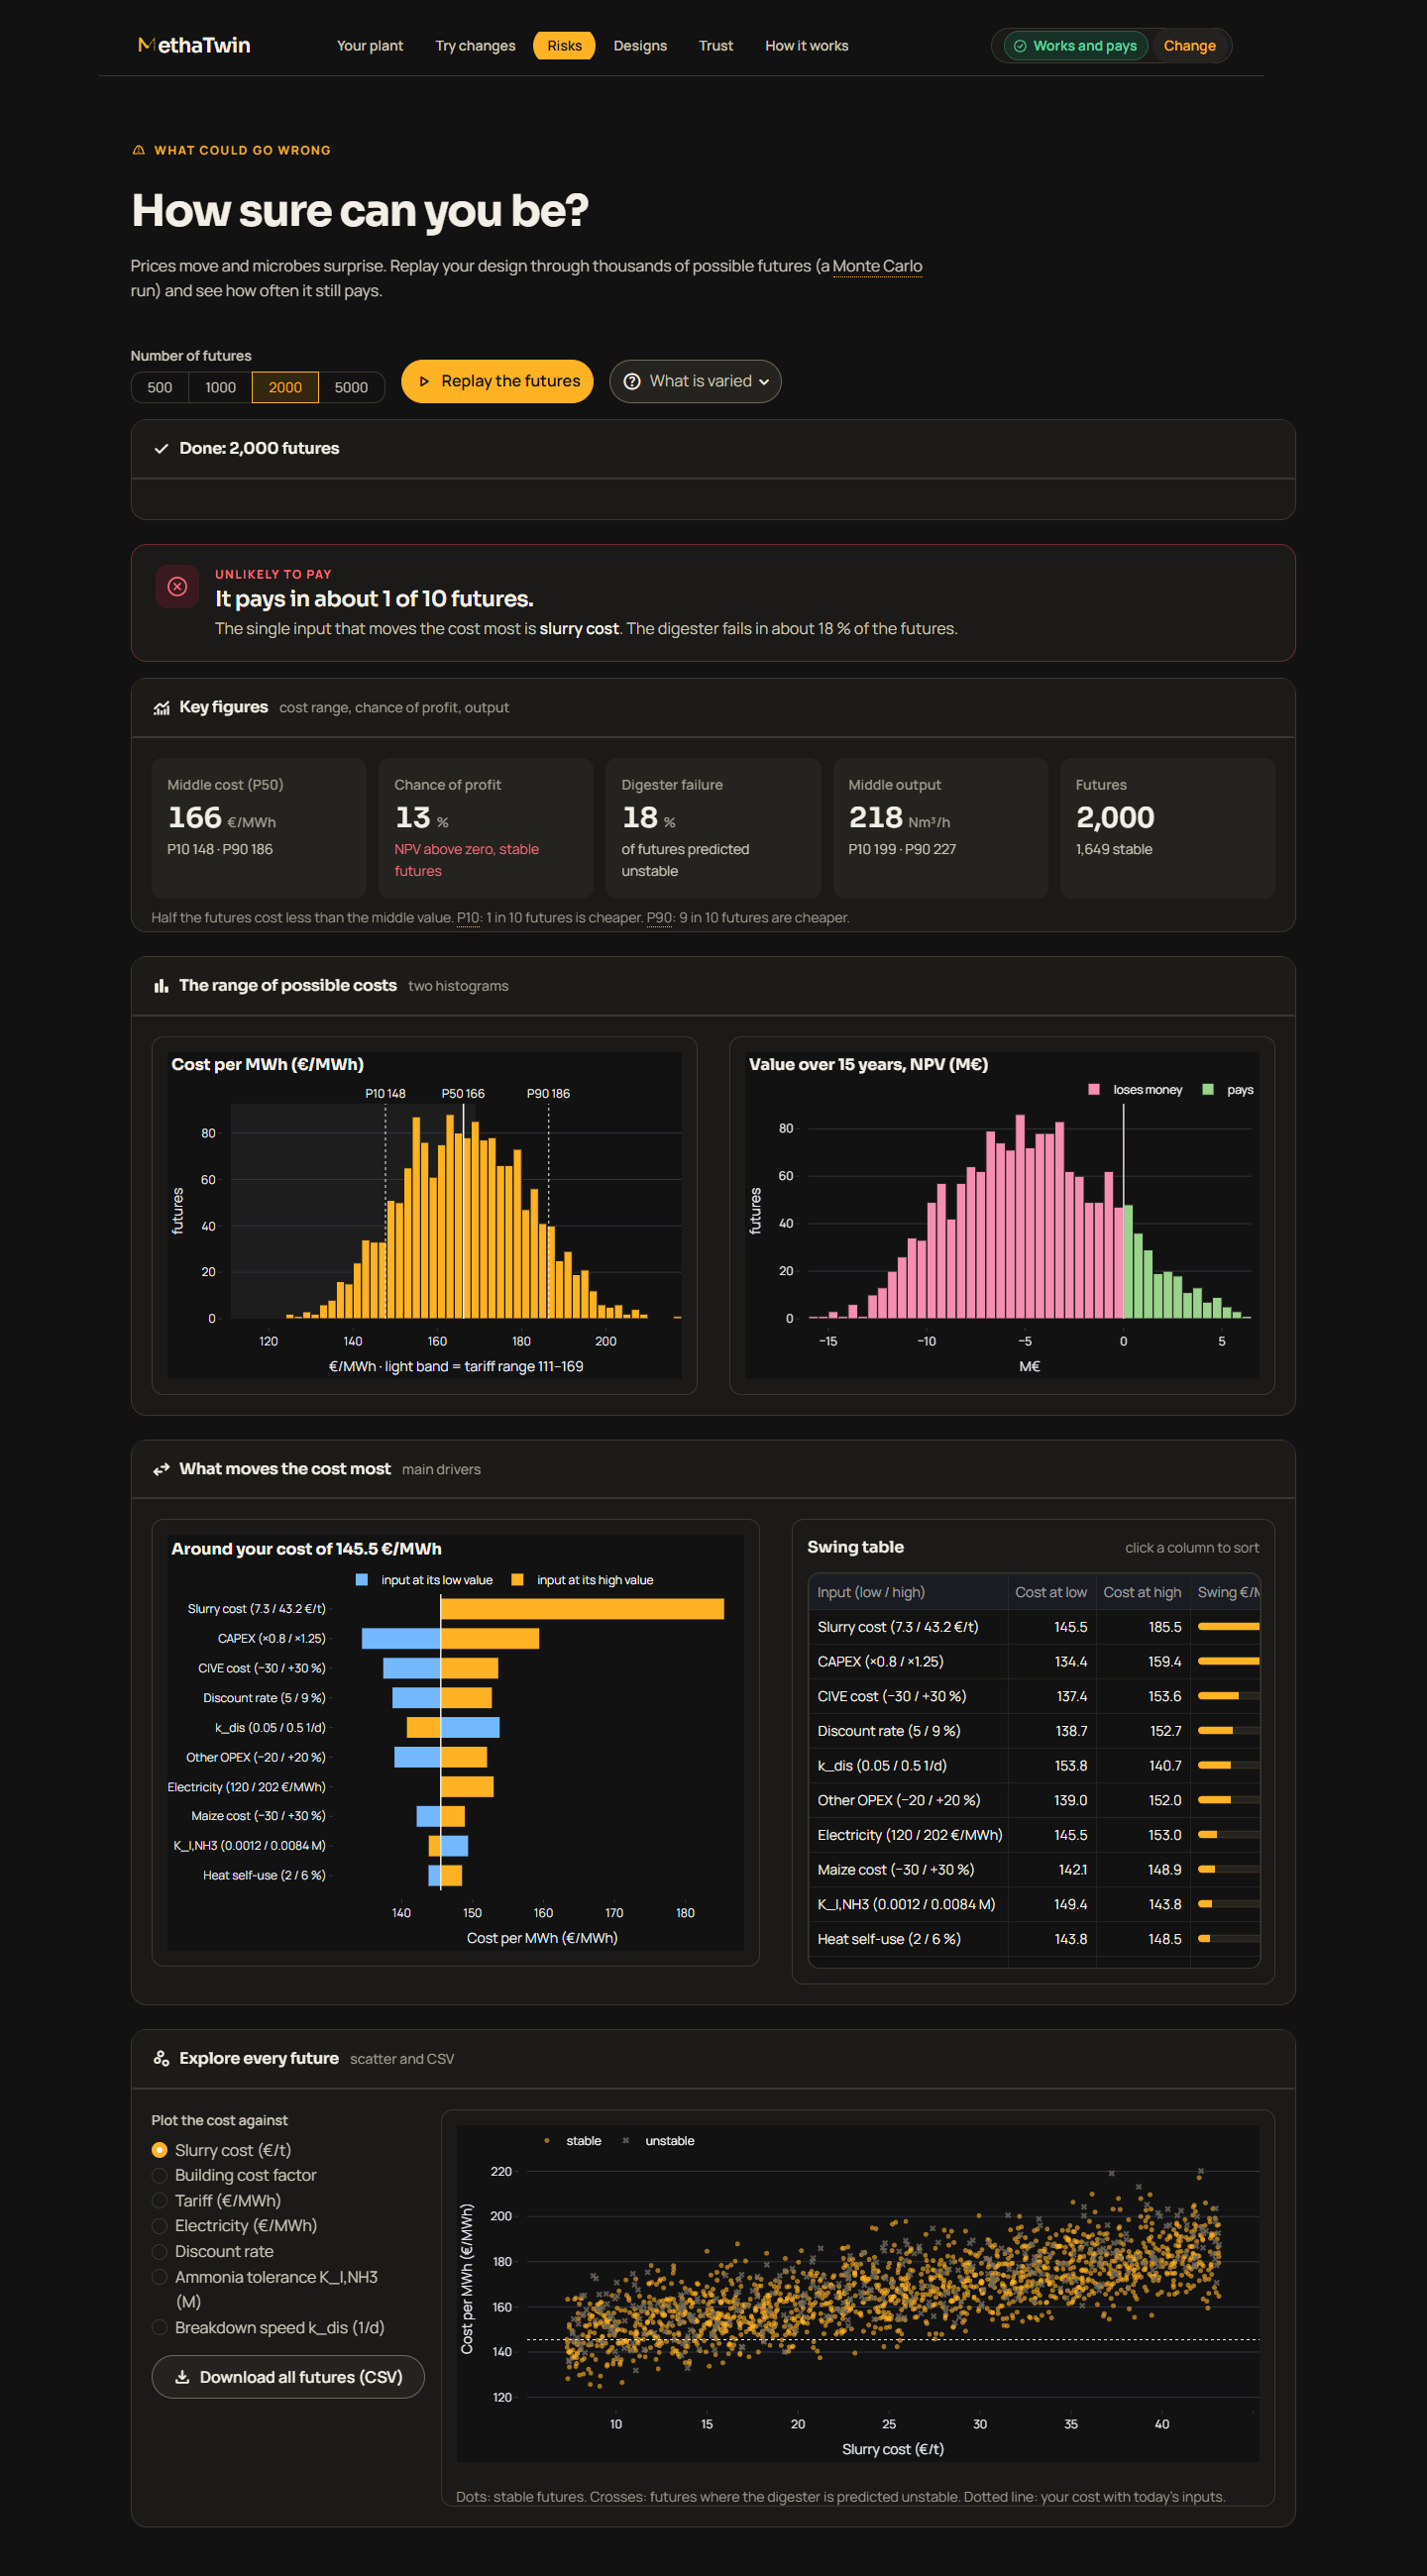 MethaTwin
Your plant
Try changes
Risks
Designs
Trust
How it works
Works and pays
Change
WHAT COULD GO WRONG
How sure can you be?
Prices move and microbes surprise. Replay your design through thousands of possible futures (a Monte Carlo
run) and see how often it still pays.
Number of futures
500 1000 2000 5000
Replay the futures
What is varied
Done: 2,000 futures
UNLIKELY TO PAY
It pays in about 1 of 10 futures.
The single input that moves the cost most is slurry cost. The digester fails in about 18 % of the futures.
Key figures cost range, chance of profit, output
Middle cost (P50)
166 €/MWh
P10 148 · P90 186
Chance of profit
13 %
NPV above zero, stable
futures
Digester failure
18 %
of futures predicted
unstable
Middle output
218 Nm³/h
P10 199 · P90 227
Futures
2,000
1,649 stable
Half the futures cost less than the middle value. P10: 1 in 10 futures is cheaper. P90: 9 in 10 futures are cheaper.
The range of possible costs two histograms
Cost per MWh (€/MWh)
P10 148 P50 166 P90 186
80
60
40
20
0
futures
120 140 160 180 200
€/MWh · light band = tariff range 111–169
Value over 15 years, NPV (M€)
loses money pays
80
60
40
20
0
futures
−15 −10 −5 0 5
M€
What moves the cost most main drivers
Around your cost of 145.5 €/MWh
input at its low value input at its high value
Slurry cost (7.3 / 43.2 €/t)
CAPEX (×0.8 / ×1.25)
CIVE cost (−30 / +30 %)
Discount rate (5 / 9 %)
k_dis (0.05 / 0.5 1/d)
Other OPEX (−20 / +20 %)
Electricity (120 / 202 €/MWh)
Maize cost (−30 / +30 %)
K_I,NH3 (0.0012 / 0.0084 M)
Heat self-use (2 / 6 %)
140 150 160 170 180
Cost per MWh (€/MWh)
Swing table click a column to sort
Input (low / high) Cost at low Cost at high Swing €/M
Slurry cost (7.3 / 43.2 €/t) 145.5 185.5
CAPEX (×0.8 / ×1.25) 134.4 159.4
CIVE cost (−30 / +30 %) 137.4 153.6
Discount rate (5 / 9 %) 138.7 152.7
k_dis (0.05 / 0.5 1/d) 153.8 140.7
Other OPEX (−20 / +20 %) 139.0 152.0
Electricity (120 / 202 €/MWh) 145.5 153.0
Maize cost (−30 / +30 %) 142.1 148.9
K_I,NH3 (0.0012 / 0.0084 M) 149.4 143.8
Heat self-use (2 / 6 %) 143.8 148.5
Explore every future scatter and CSV
Plot the cost against
Slurry cost (€/t)
Building cost factor
Tariff (€/MWh)
Electricity (€/MWh)
Discount rate
Ammonia tolerance K_I,NH3
(M)
Breakdown speed k_dis (1/d)
Download all futures (CSV)
stable unstable
220
200
180
160
140
120
Cost per MWh (€/MWh)
10 15 20 25 30 35 40
Slurry cost (€/t)
Dots: stable futures. Crosses: futures where the digester is predicted unstable. Dotted line: your cost with today's inputs.